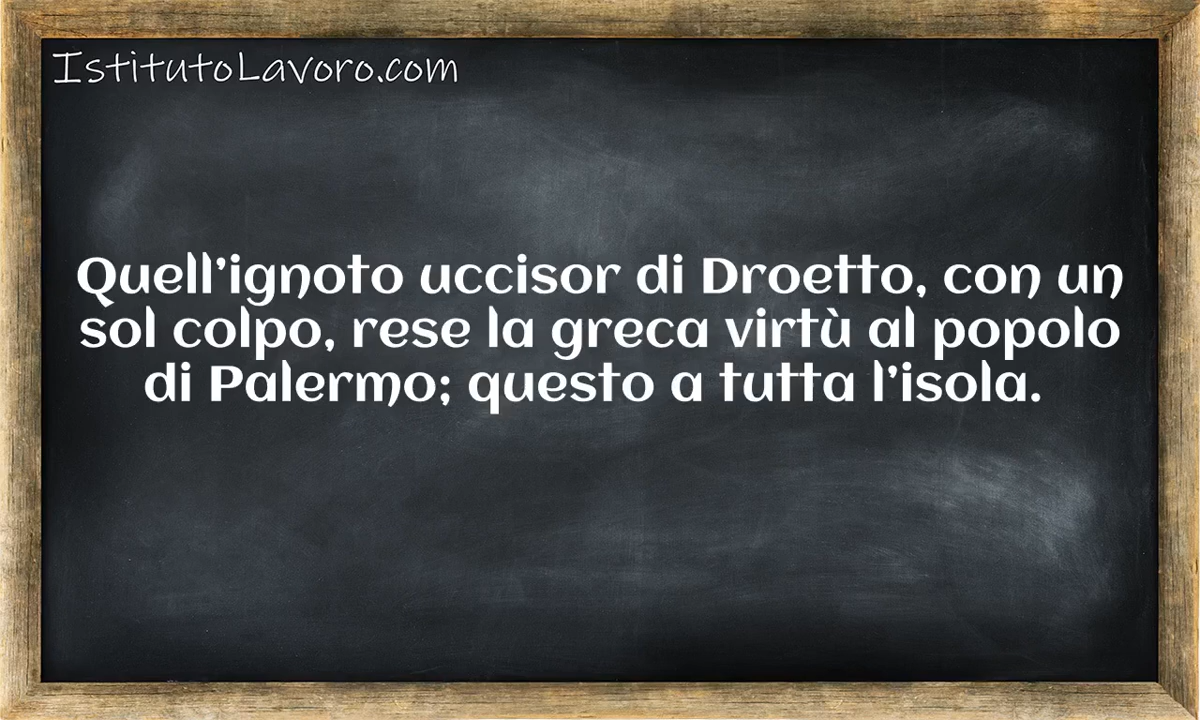 IstitutoLavoro.com
Quell'ignoto uccisor di Droetto, con un
sol colpo, rese la greca virtù al popolo
di Palermo; questo a tutta l'isola.